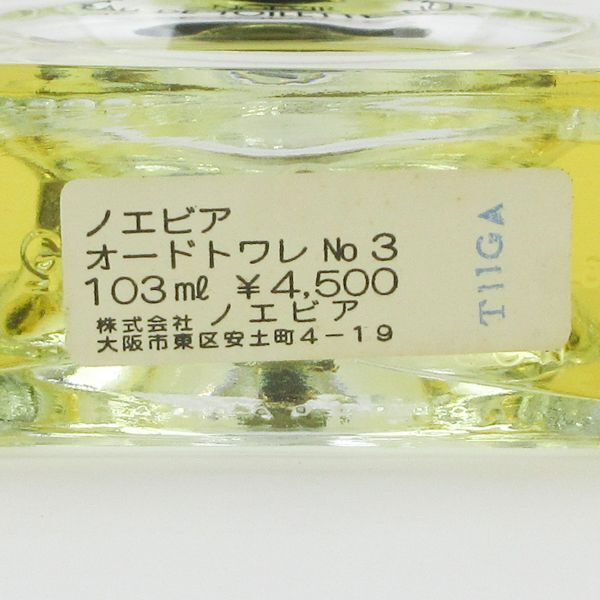 ノエビア
オードトワレ No 3
103ml ¥4,500
株式会社 ノエビア
大阪市東区安土町4-19
T11GA